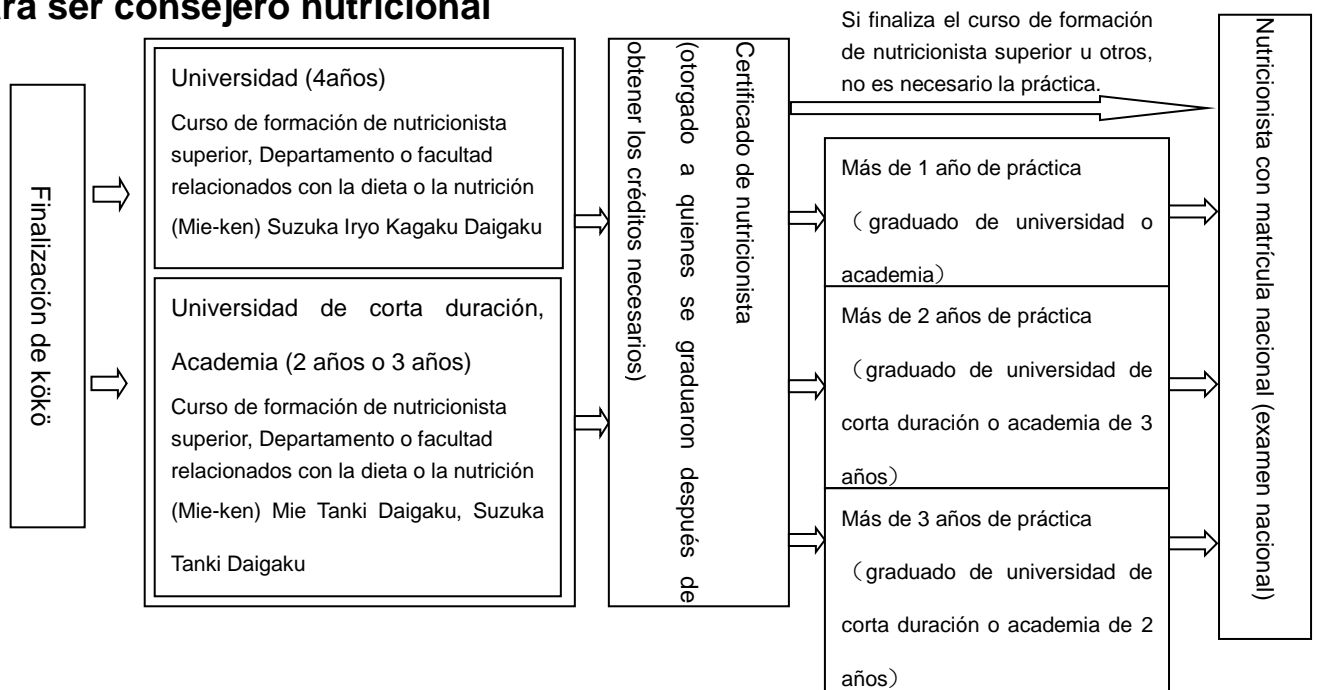 ra ser consejero nutricional
Finalización de kökö
Universidad (4años)
Curso de formación de nutricionista
superior, Departamento o facultad
relacionados con la dieta o la nutrición
(Mie-ken) Suzuka Iryo Kagaku Daigaku
Universidad de corta duración,
Academia (2 años o 3 años)
Curso de formación de nutricionista
superior, Departamento o facultad
relacionados con la dieta o la nutrición
(Mie-ken) Mie Tanki Daigaku, Suzuka
Tanki Daigaku
Certificado de nutricionista
(otorgado a quienes se graduaron después de
obtener los créditos necesarios)
Si finaliza el curso de formación
de nutricionista superior u otros,
no es necesario la práctica.
Más de 1 año de práctica
（graduado de universidad o
academia）
Más de 2 años de práctica
（graduado de universidad de
corta duración o academia de 3
años）
Más de 3 años de práctica
（graduado de universidad de
corta duración o academia de 2
años）
Nutricionista con matrícula nacional (examen nacional)